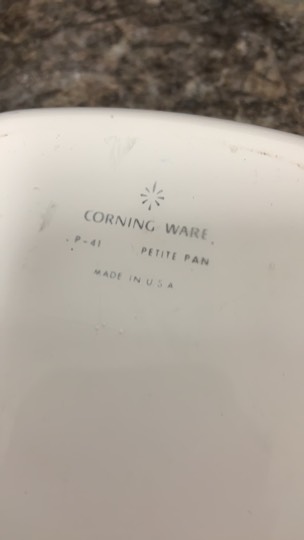 CORNING WARE
P-41 PETITE PAN
MADE IN U S A